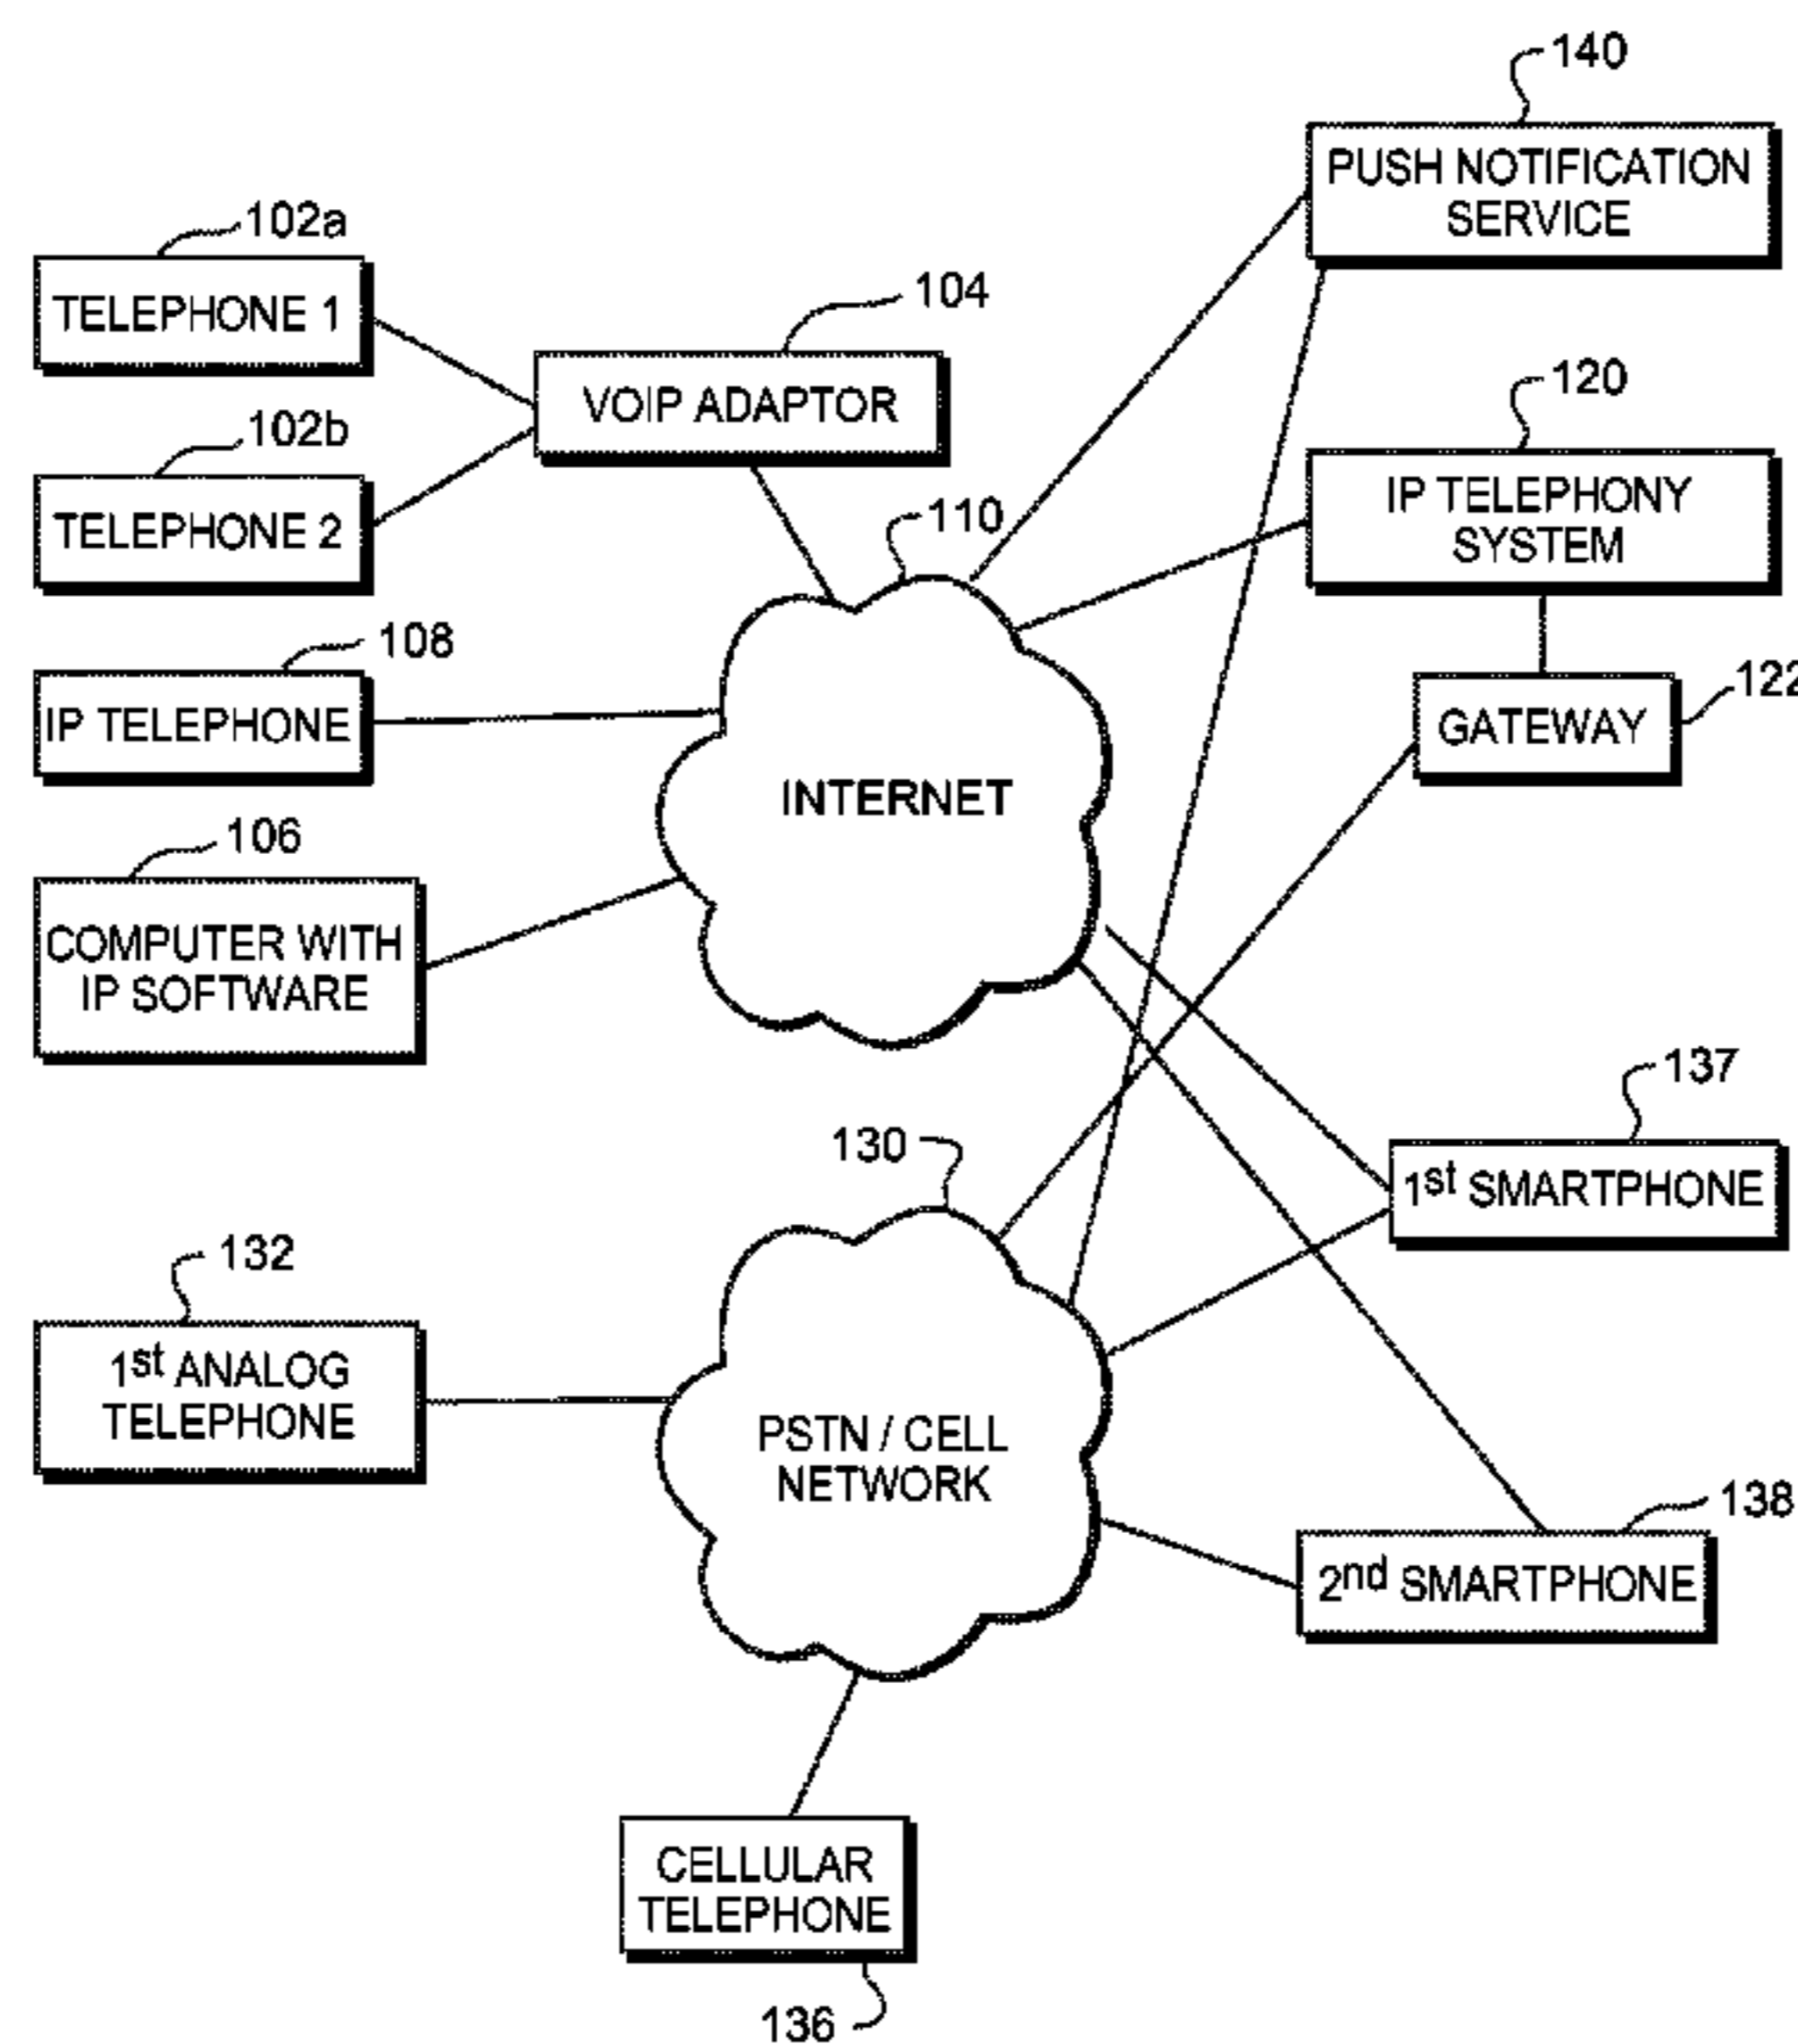 140
PUSH NOTIFICATION
SERVICE
102a
TELEPHONE 1
104
VOIP ADAPTOR
120
IP TELEPHONY
SYSTEM
102b
TELEPHONE 2
110
108
IP TELEPHONE
122
GATEWAY
INTERNET
106
COMPUTER WITH
IP SOFTWARE
137
1st SMARTPHONE
130
132
1st ANALOG
TELEPHONE
PSTN / CELL
NETWORK
138
2nd SMARTPHONE
CELLULAR
TELEPHONE
136